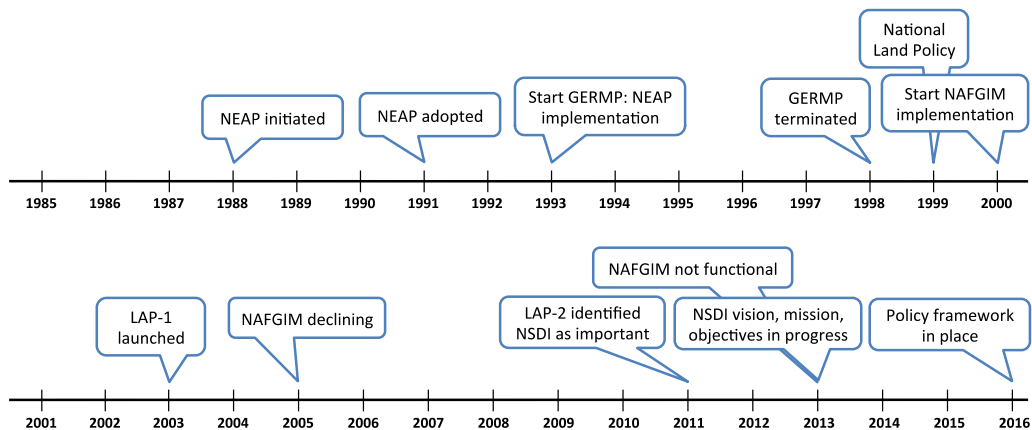 National
Land Policy
NEAP initiated
NEAP adopted
Start GERMP: NEAP
implementation
GERMP
terminated
Start NAFGIM
implementation
1985 1986 1987 1988 1989 1990 1991 1992 1993 1994 1995 1996 1997 1998 1999 2000
NAFGIM not functional
LAP-1
launched
NAFGIM declining
LAP-2 identified
NSDI as important
NSDI vision, mission,
objectives in progress
Policy framework
in place
2001 2002 2003 2004 2005 2006 2007 2008 2009 2010 2011 2012 2013 2014 2015 2016